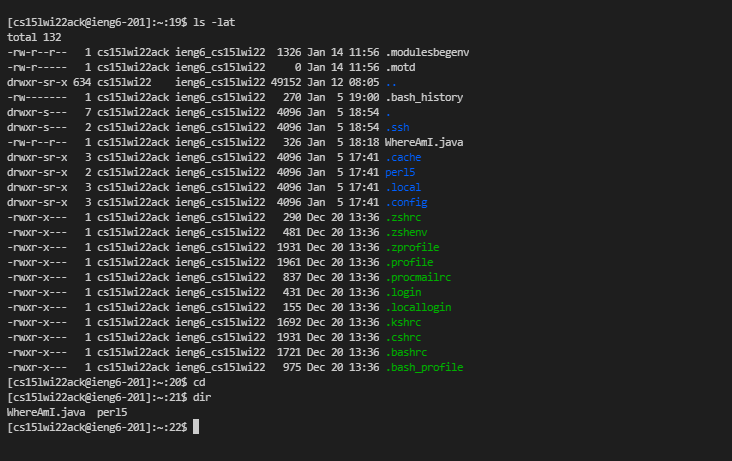 [cs15lwi22ack@ieng6-201]:~:19$ ls -lat
total 132
-rw-r--r--   1 cs15lwi22ack ieng6_cs15lwi22  1326 Jan 14 11:56 .modulesbegenv
-rw-r-----   1 cs15lwi22ack ieng6_cs15lwi22     0 Jan 14 11:56 .motd
drwxr-sr-x 634 cs15lwi22    ieng6_cs15lwi22 49152 Jan 12 08:05 ..
-rw-------   1 cs15lwi22ack ieng6_cs15lwi22   270 Jan  5 19:00 .bash_history
drwxr-s---   7 cs15lwi22ack ieng6_cs15lwi22  4096 Jan  5 18:54 .
drwxr-s---   2 cs15lwi22ack ieng6_cs15lwi22  4096 Jan  5 18:54 .ssh
-rw-r--r--   1 cs15lwi22ack ieng6_cs15lwi22   326 Jan  5 18:18 WhereAmI.java
drwxr-sr-x   3 cs15lwi22ack ieng6_cs15lwi22  4096 Jan  5 17:41 .cache
drwxr-sr-x   2 cs15lwi22ack ieng6_cs15lwi22  4096 Jan  5 17:41 perl5
drwxr-sr-x   3 cs15lwi22ack ieng6_cs15lwi22  4096 Jan  5 17:41 .local
drwxr-sr-x   3 cs15lwi22ack ieng6_cs15lwi22  4096 Jan  5 17:41 .config
-rwxr-x---   1 cs15lwi22ack ieng6_cs15lwi22   290 Dec 20 13:36 .zshrc
-rwxr-x---   1 cs15lwi22ack ieng6_cs15lwi22   481 Dec 20 13:36 .zshenv
-rwxr-x---   1 cs15lwi22ack ieng6_cs15lwi22  1931 Dec 20 13:36 .zprofile
-rwxr-x---   1 cs15lwi22ack ieng6_cs15lwi22  1961 Dec 20 13:36 .profile
-rwxr-x---   1 cs15lwi22ack ieng6_cs15lwi22   837 Dec 20 13:36 .procmailrc
-rwxr-x---   1 cs15lwi22ack ieng6_cs15lwi22   431 Dec 20 13:36 .login
-rwxr-x---   1 cs15lwi22ack ieng6_cs15lwi22   155 Dec 20 13:36 .locallogin
-rwxr-x---   1 cs15lwi22ack ieng6_cs15lwi22  1692 Dec 20 13:36 .kshrc
-rwxr-x---   1 cs15lwi22ack ieng6_cs15lwi22  1931 Dec 20 13:36 .cshrc
-rwxr-x---   1 cs15lwi22ack ieng6_cs15lwi22  1721 Dec 20 13:36 .bashrc
-rwxr-x---   1 cs15lwi22ack ieng6_cs15lwi22   975 Dec 20 13:36 .bash_profile
[cs15lwi22ack@ieng6-201]:~:20$ cd
[cs15lwi22ack@ieng6-201]:~:21$ dir
WhereAmI.java  perl5
[cs15lwi22ack@ieng6-201]:~:22$